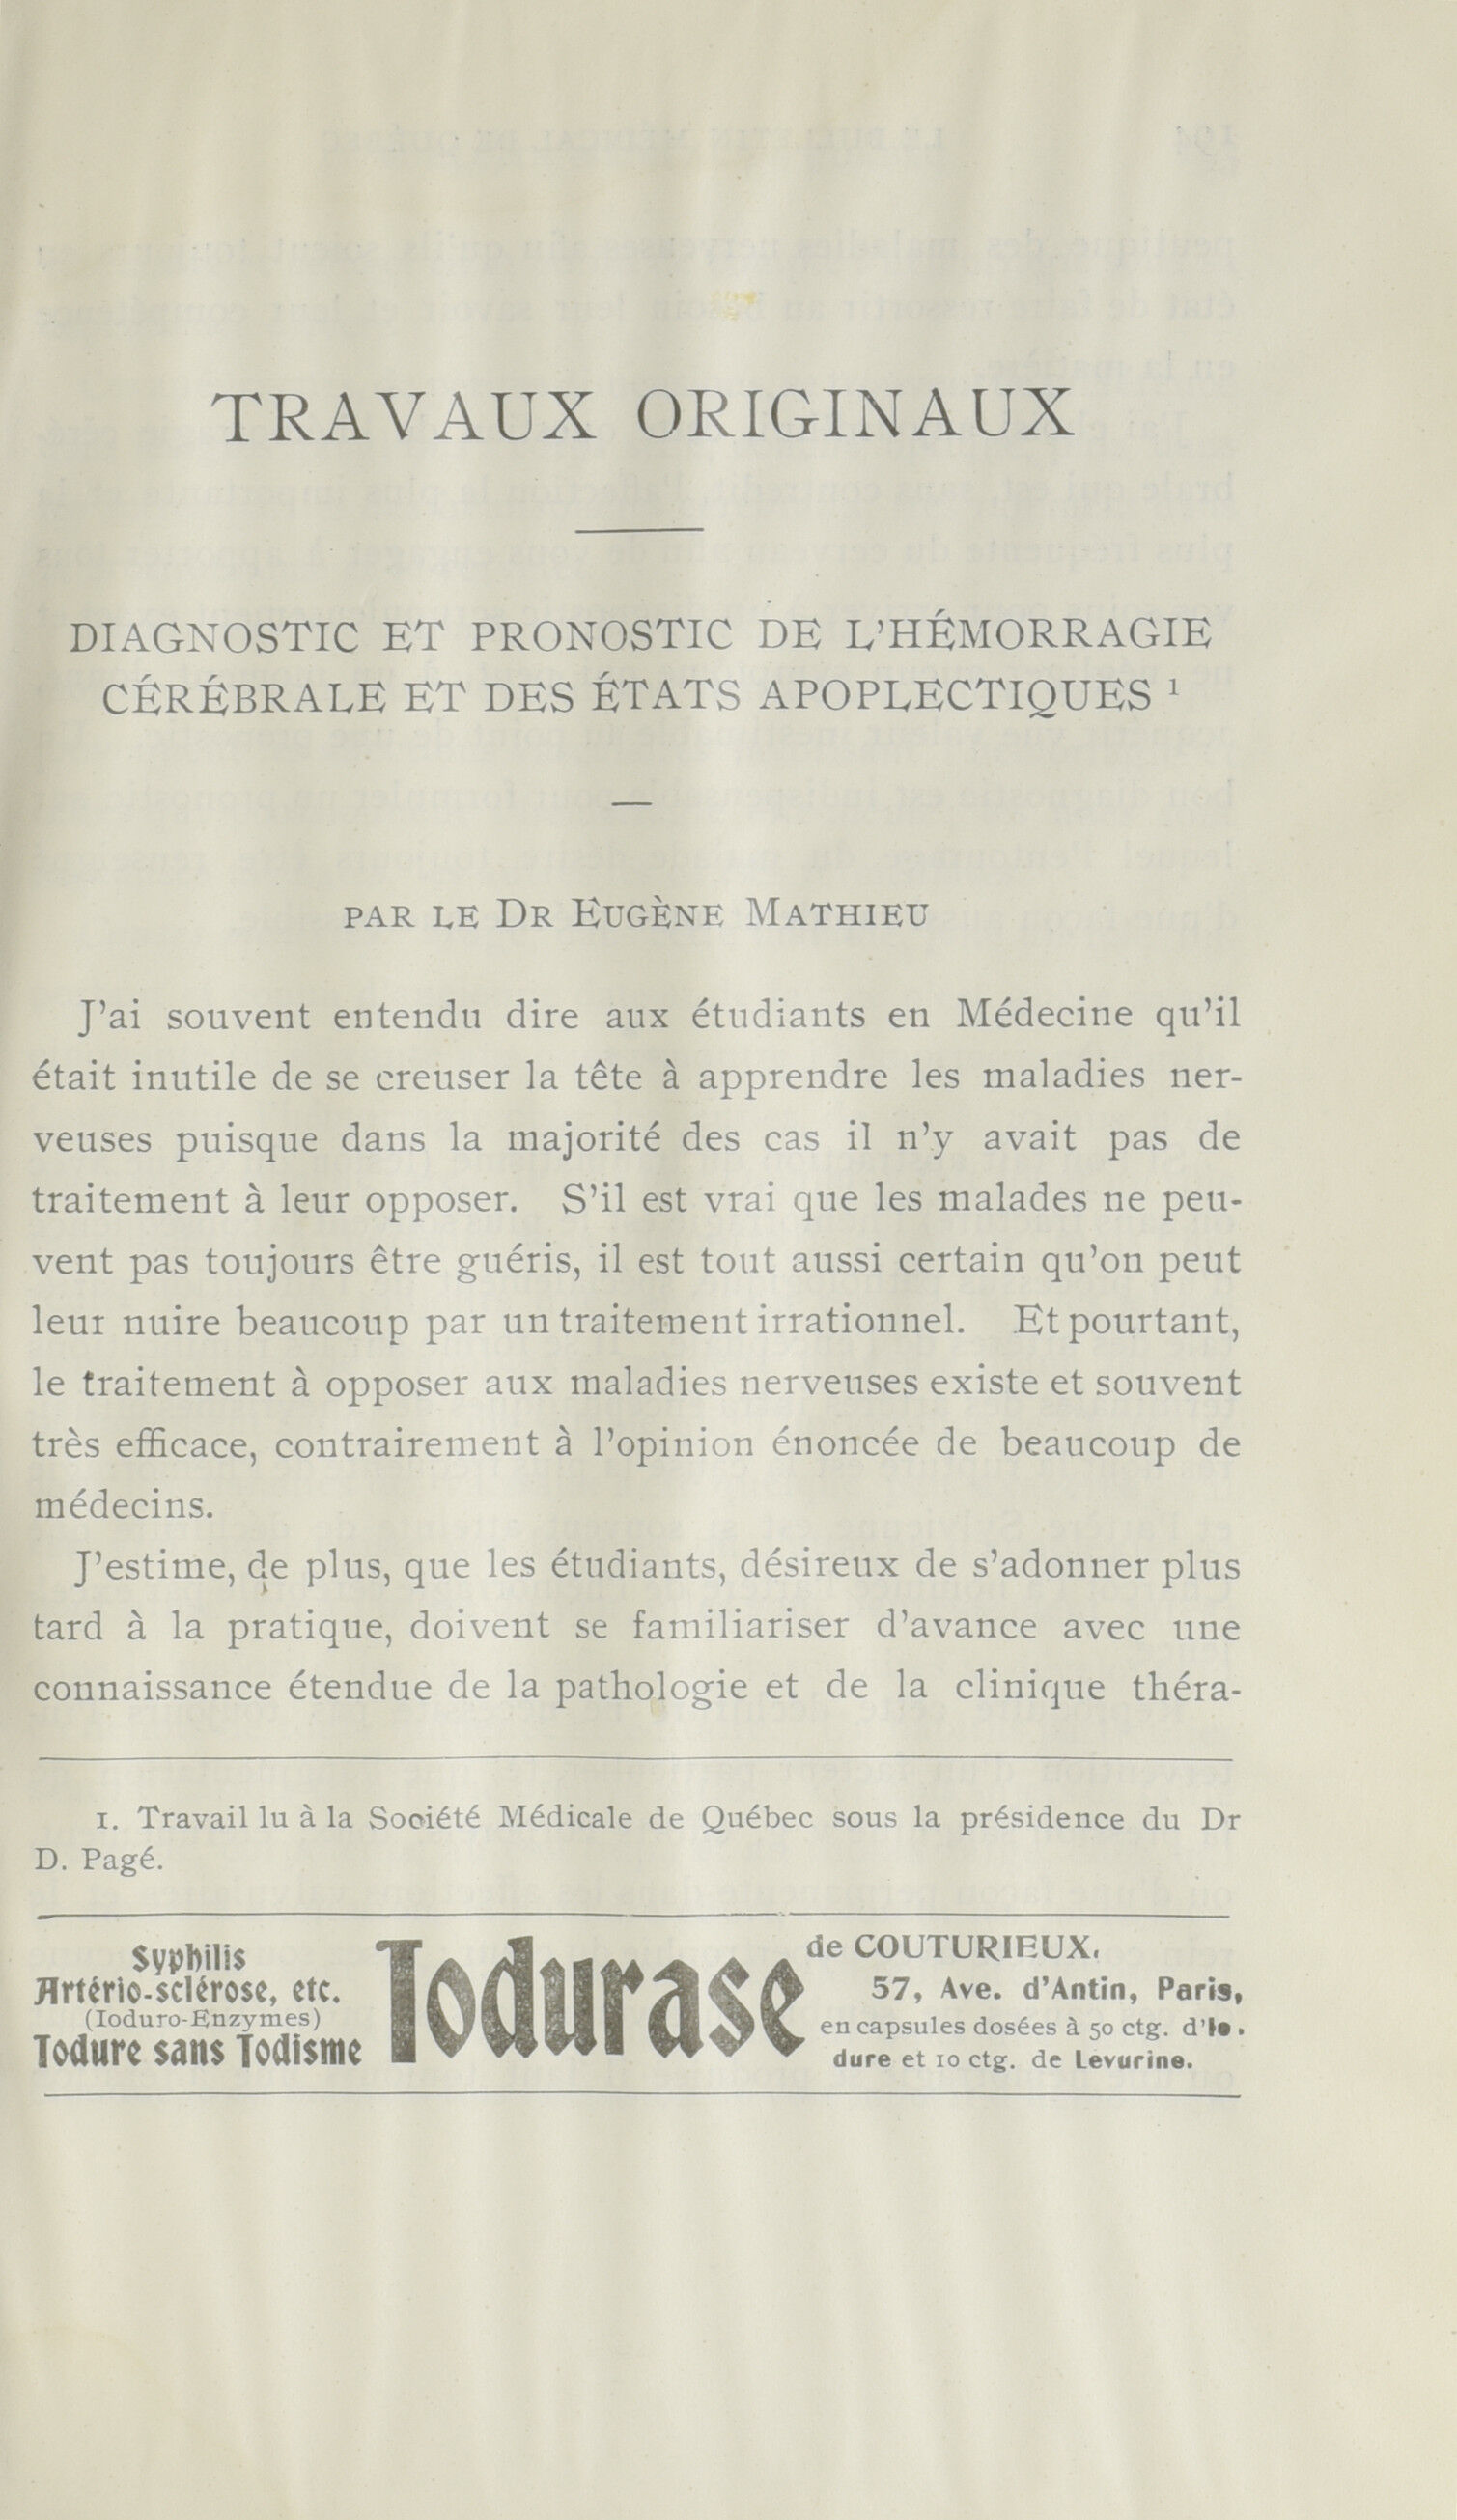 TRAVAUX ORIGINAUX
DIAGNOSTIC ET PRONOSTIC DE L'HÉMORRAGIE
CÉRÉBRALE ET DES ÉTATS APOPLECTIQUES ¹
PAR LE DR EUGÈNE MATHIEU
J'ai souvent entendu dire aux étudiants en Médecine qu'il
était inutile de se creuser la tête à apprendre les maladies ner-
veuses puisque dans la majorité des cas il n'y avait pas de
traitement à leur opposer. S'il est vrai que les malades ne peu-
vent pas toujours être guéris, il est tout aussi certain qu'on peut
leur nuire beaucoup par un traitement irrationnel. Et pourtant,
le traitement à opposer aux maladies nerveuses existe et souvent
très efficace, contrairement à l'opinion énoncée de beaucoup de
médecins.
J'estime, de plus, que les étudiants, désireux de s'adonner plus
tard à la pratique, doivent se familiariser d'avance avec une
connaissance étendue de la pathologie et de la clinique théra-
1. Travail lu à la Société Médicale de Québec sous la présidence du Dr
D. Pagé.
Syphilis
Artério-sclérose, etc.
(Ioduro-Enzymes)
Iodure sans Iodisme
Iodurase
de COUTURIEUX,
57, Ave. d'Antin, Paris,
en capsules dosées à 50 ctg. d'Io.
dure et 10 ctg. de Levurine.